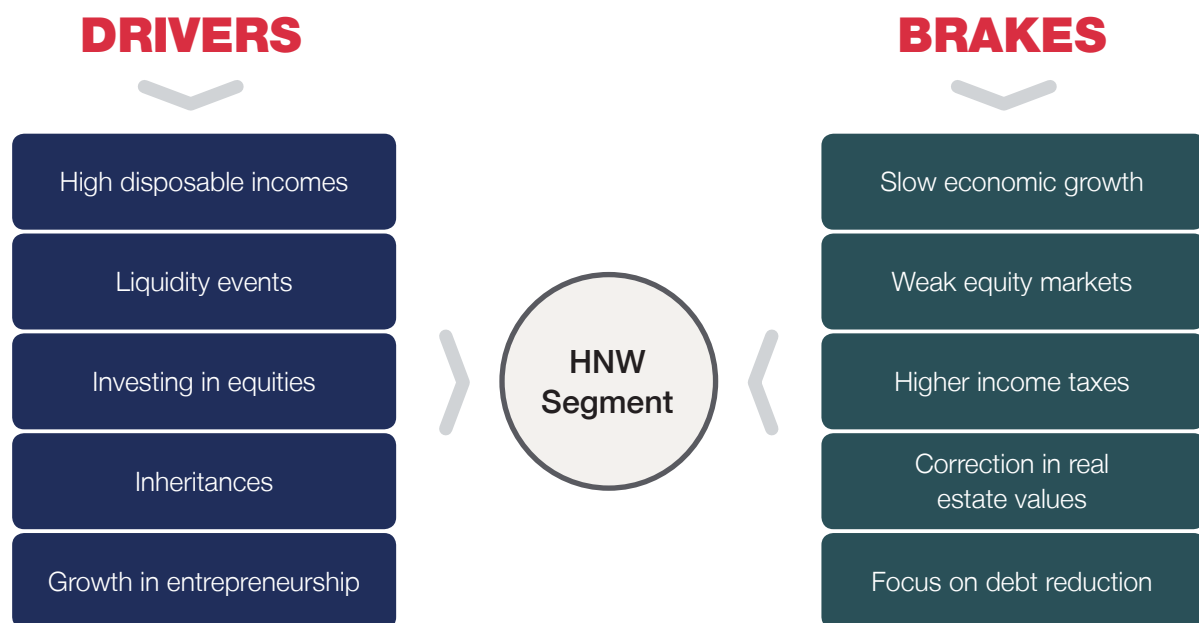 DRIVERS
High disposable incomes
Liquidity events
Investing in equities
Inheritances
Growth in entrepreneurship
HNW
Segment
BRAKES
Slow economic growth
Weak equity markets
Higher income taxes
Correction in real
estate values
Focus on debt reduction